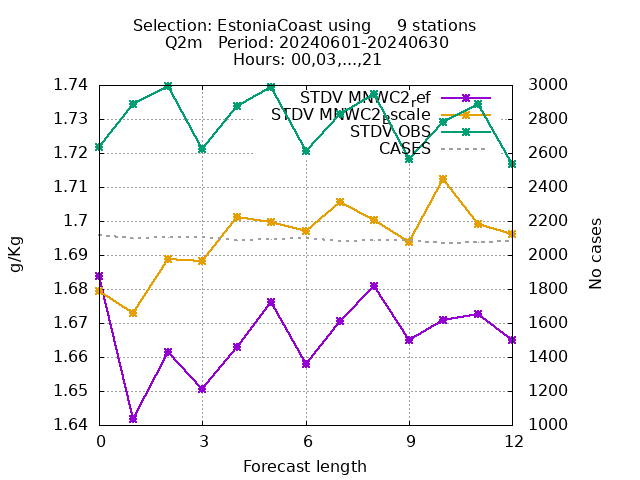 Selection: EstoniaCoast using     9 stations
Q2m   Period: 20240601-20240630
Hours: 00,03,...,21
1.74
1.73
1.72
1.71
1.7
1.69
1.68
1.67
1.66
1.65
1.64
3000
2800
2600
2400
2200
2000
1800
1600
1400
1200
1000
STDV MNWC2_ref
STDV MNWC2_Bscale
STDV OBS
CASES
g/Kg
No cases
0
3
6
9
12
Forecast length